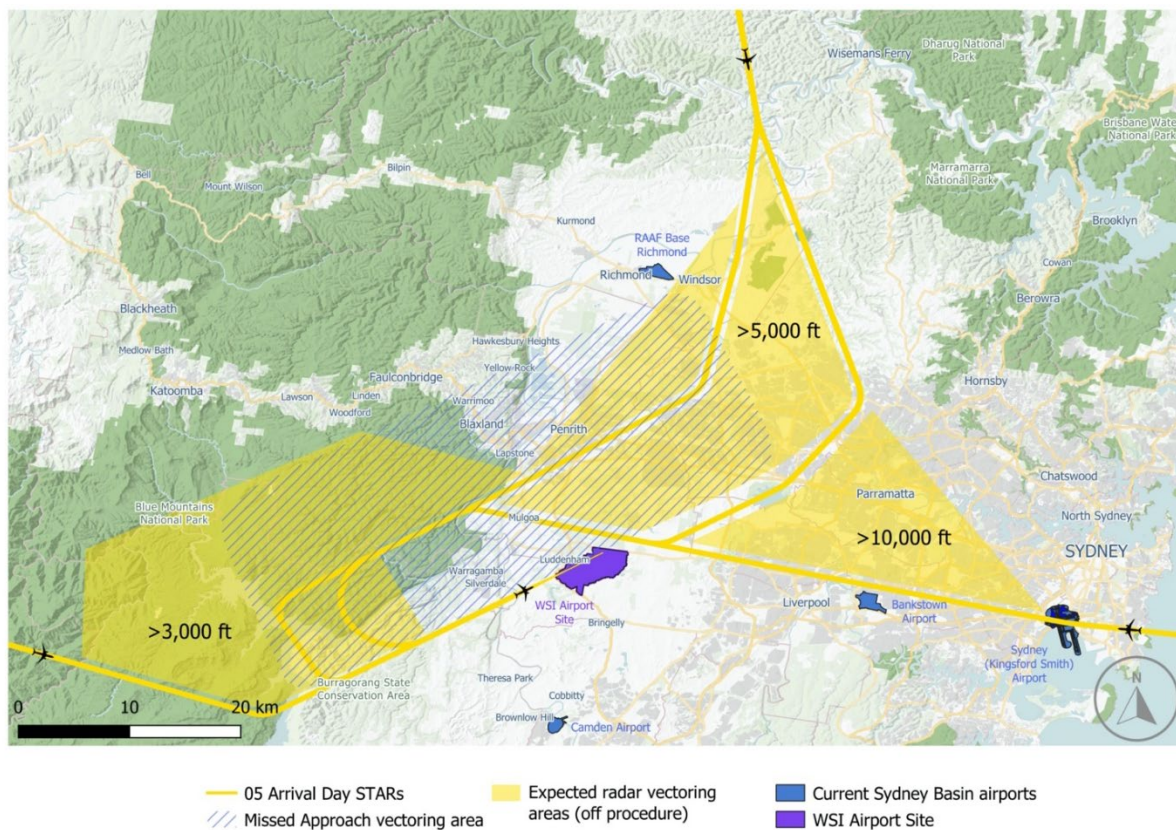 Wisemans Ferry
Dharug National
Park
Brisbane Wate
National Park
Bell
Mount Wilson
Bilpin
Marramarra
National Park
Kurmond
Brooklyn
RAAF Base
Richmond
Richmond
Windsor
Cowan
Berowra
Blackheath
Medlow Bath
>5,000 ft
Hawkesbury Heights
Yellow Rock
Katoomba
Faulconbridge
Linden
Lawson
Woodford
Warrimoo
Blaxland
Hornsby
Penrith
Lapstone
Chatswood
Blue Mountains
National Park
Parramatta
North Sydney
Mulgoa
>10,000 ft
SYDNEY
Luddenham
Warragamba
Silverdale
WSI Airport
Site
Liverpool
Bankstown
Airport
>3,000 ft
Bringelly
Sydney
(Kingsford Smith)
Airport
Theresa Park
Burragorang State
Conservation Area
Cobbitty
N
0
10
20 km
Brownlow Hill
Camden Airport
05 Arrival Day STARs
Missed Approach vectoring area
Expected radar vectoring
areas (off procedure)
Current Sydney Basin airports
WSI Airport Site